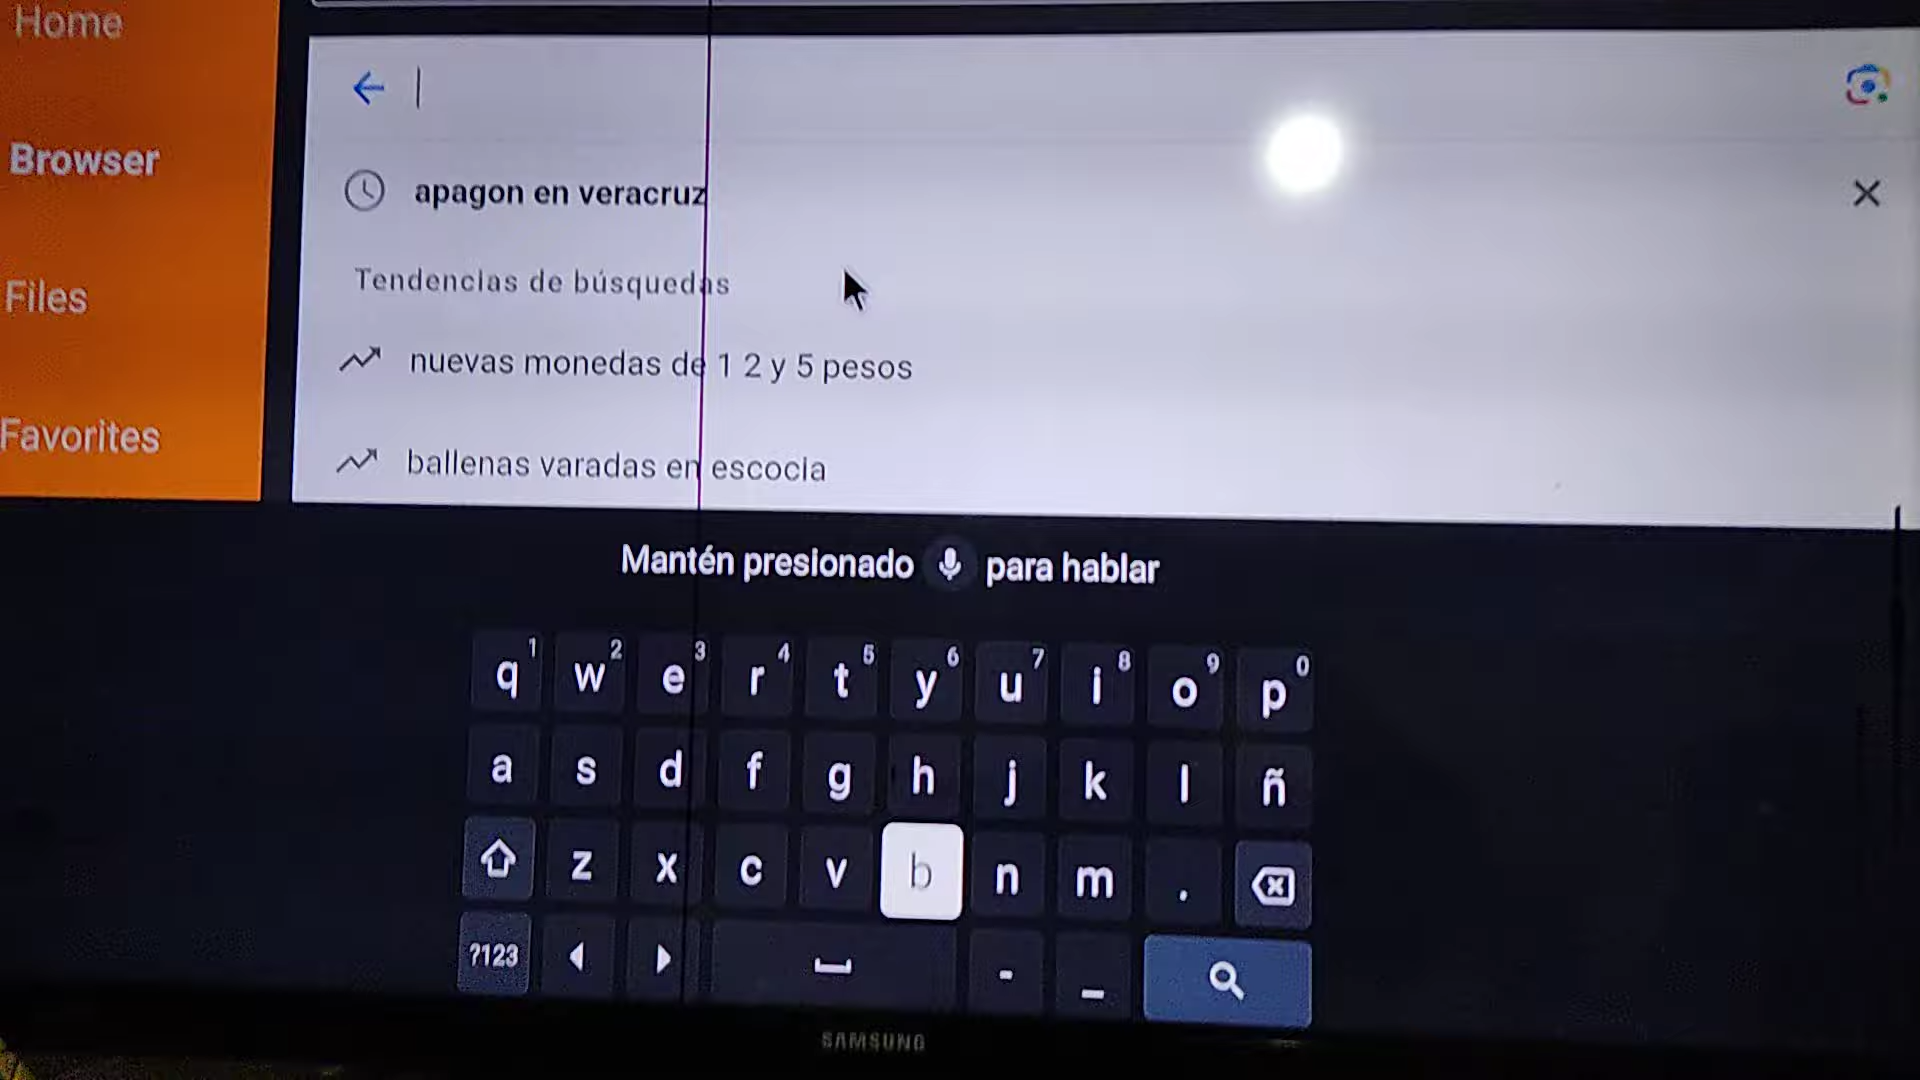 Home
Browser
Files
Favorites
apagon en veracruz
Tendencias de búsquedas
nuevas monedas de 1 2 y 5 pesos
ballenas varadas en escocia
Mantén presionado para hablar
q 1 w 2 e 3 r 4 t 5 y 6 u 7 i 8 o 9 p 0
a s d f g h j k l ñ
z x c v b n m .
?123 - _
SAMSUNG